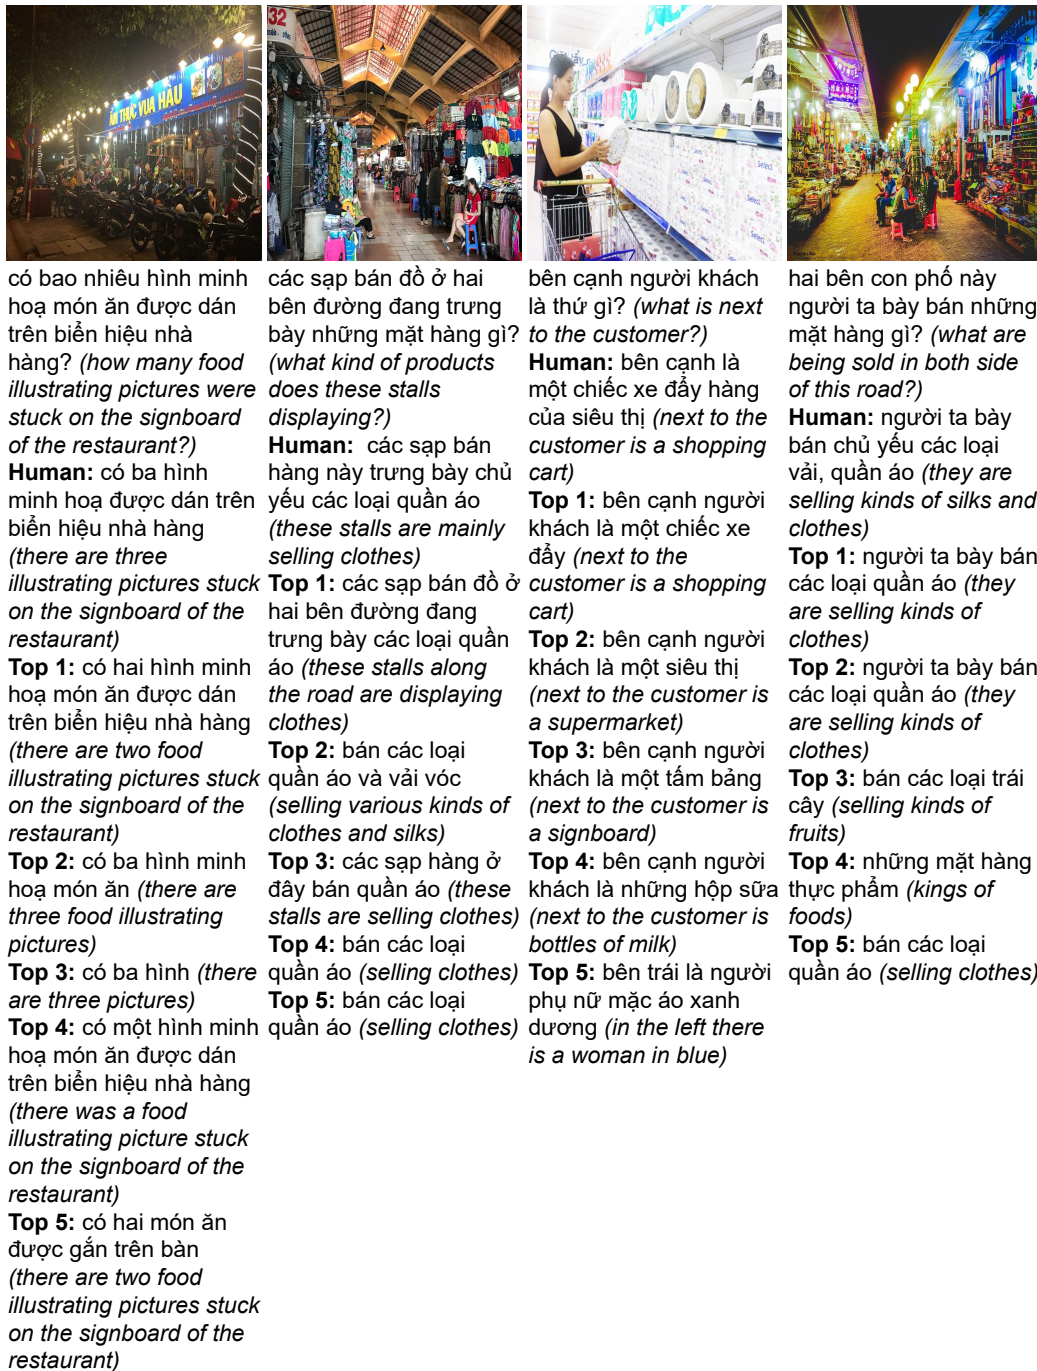 ẨM THỰC VUA HÀU
32
Select
Select
Select
Select
có bao nhiêu hình minh
hoạ món ăn được dán
trên biển hiệu nhà
hàng? (how many food
illustrating pictures were
stuck on the signboard
of the restaurant?)
Human: có ba hình
minh hoạ được dán trên
biển hiệu nhà hàng
(there are three
illustrating pictures stuck
on the signboard of the
restaurant)
Top 1: có hai hình minh
hoạ món ăn được dán
trên biển hiệu nhà hàng
(there are two food
illustrating pictures stuck
on the signboard of the
restaurant)
Top 2: có ba hình minh
hoạ món ăn (there are
three food illustrating
pictures)
Top 3: có ba hình (there
are three pictures)
Top 4: có một hình minh
hoạ món ăn được dán
trên biển hiệu nhà hàng
(there was a food
illustrating picture stuck
on the signboard of the
restaurant)
Top 5: có hai món ăn
được gắn trên bàn
(there are two food
illustrating pictures stuck
on the signboard of the
restaurant)
các sạp bán đồ ở hai
bên đường đang trưng
bày những mặt hàng gì?
(what kind of products
does these stalls
displaying?)
Human: các sạp bán
hàng này trưng bày chủ
yếu các loại quần áo
(these stalls are mainly
selling clothes)
Top 1: các sạp bán đồ ở
hai bên đường đang
trưng bày các loại quần
áo (these stalls along
the road are displaying
clothes)
Top 2: bán các loại
quần áo và vải vóc
(selling various kinds of
clothes and silks)
Top 3: các sạp hàng ở
đây bán quần áo (these
stalls are selling clothes)
Top 4: bán các loại
quần áo (selling clothes)
Top 5: bán các loại
quần áo (selling clothes)
bên cạnh người khách
là thứ gì? (what is next
to the customer?)
Human: bên cạnh là
một chiếc xe đẩy hàng
của siêu thị (next to the
customer is a shopping
cart)
Top 1: bên cạnh người
khách là một chiếc xe
đẩy (next to the
customer is a shopping
cart)
Top 2: bên cạnh người
khách là một siêu thị
(next to the customer is
a supermarket)
Top 3: bên cạnh người
khách là một tấm bảng
(next to the customer is
a signboard)
Top 4: bên cạnh người
khách là những hộp sữa
(next to the customer is
bottles of milk)
Top 5: bên trái là người
phụ nữ mặc áo xanh
dương (in the left there
is a woman in blue)
hai bên con phố này
người ta bày bán những
mặt hàng gì? (what are
being sold in both side
of this road?)
Human: người ta bày
bán chủ yếu các loại
vải, quần áo (they are
selling kinds of silks and
clothes)
Top 1: người ta bày bán
các loại quần áo (they
are selling kinds of
clothes)
Top 2: người ta bày bán
các loại quần áo (they
are selling kinds of
clothes)
Top 3: bán các loại trái
cây (selling kinds of
fruits)
Top 4: những mặt hàng
thực phẩm (kings of
foods)
Top 5: bán các loại
quần áo (selling clothes)